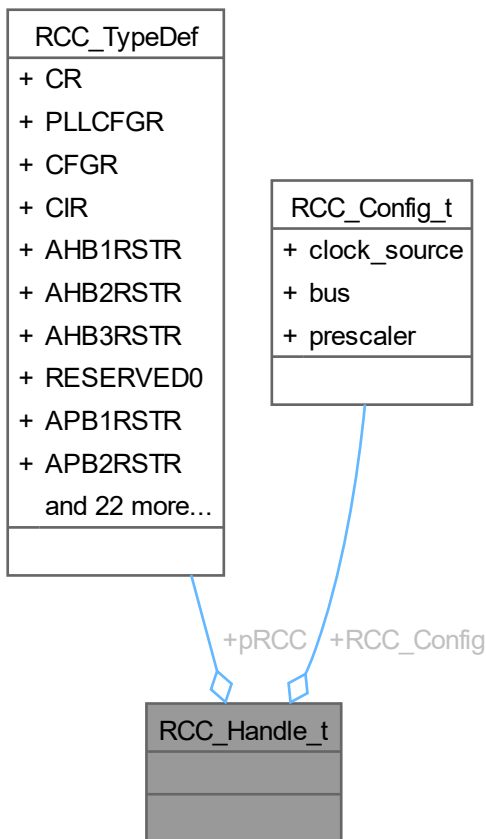 RCC_TypeDef
+ CR
+ PLLCFGR
+ CFGR
+ CIR
+ AHB1RSTR
+ AHB2RSTR
+ AHB3RSTR
+ RESERVED0
+ APB1RSTR
+ APB2RSTR
and 22 more...
RCC_Config_t
+ clock_source
+ bus
+ prescaler
+pRCC
+RCC_Config
RCC_Handle_t